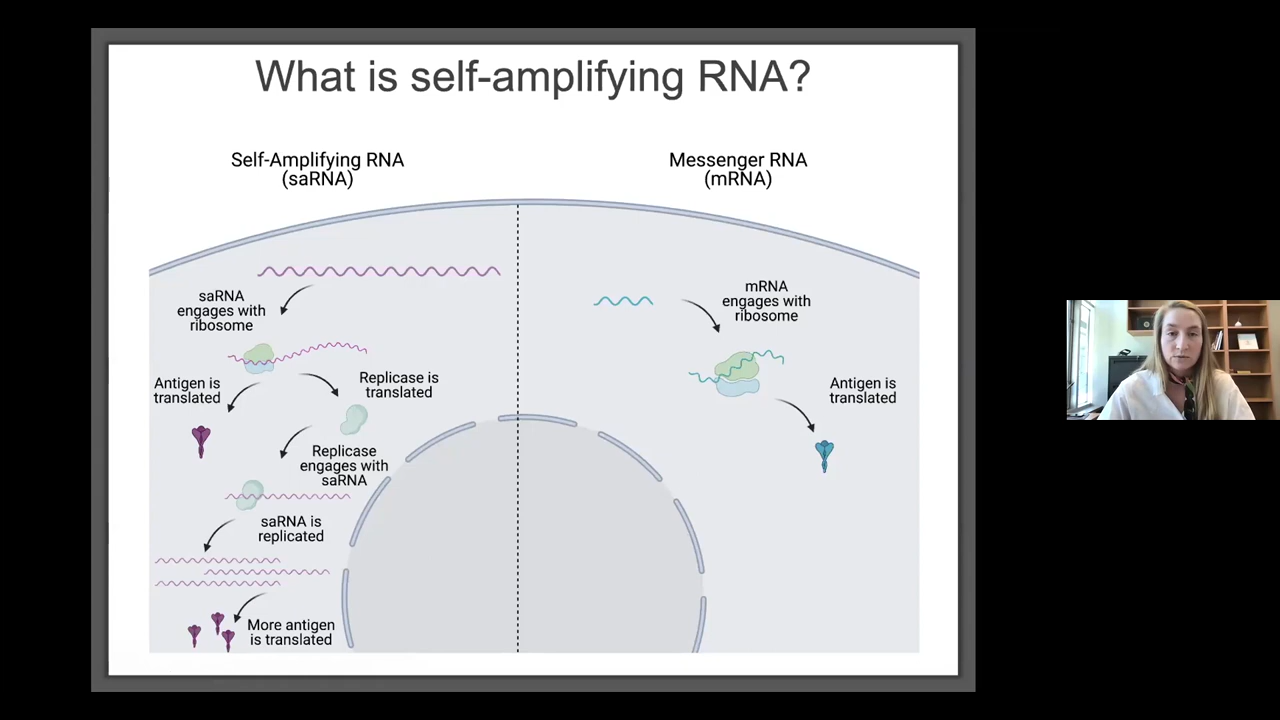 What is self-amplifying RNA?
Self-Amplifying RNA
(saRNA)
saRNA
engages with
ribosome
Antigen is
translated
Replicase is
translated
Replicase
engages with
saRNA
saRNA is
replicated
More antigen
is translated
Messenger RNA
(mRNA)
mRNA
engages with
ribosome
Antigen is
translated